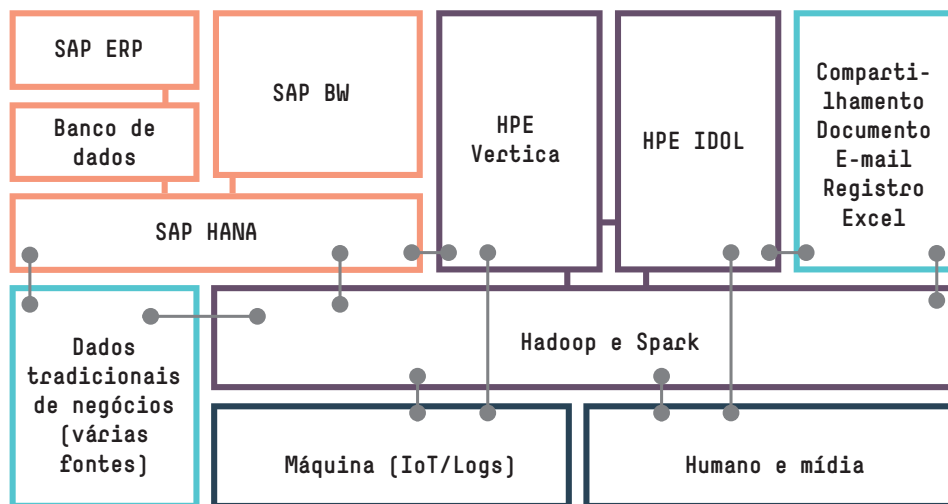 SAP ERP
Banco de
dados
SAP BW
SAP HANA
HPE
Vertica
HPE IDOL
Comparti-
lhamento
Documento
E-mail
Registro
Excel
Dados
tradicionais
de negócios
(várias
fontes)
Hadoop e Spark
Máquina (IoT/Logs)
Humano e mídia